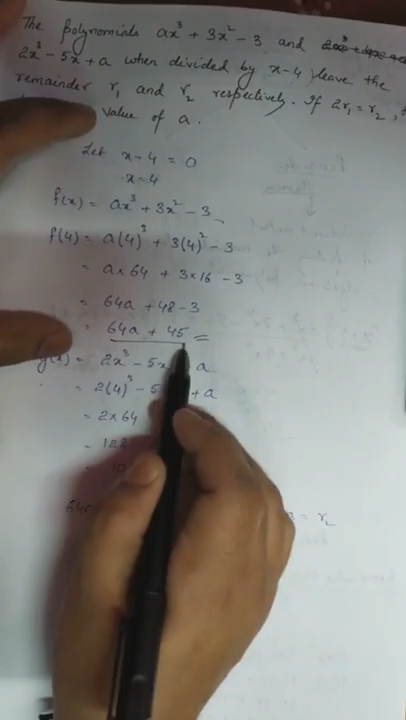 The Polynomials ax³ + 3x² - 3 and
2x³ - 5x + a when divided by x-4 leave the
remainder r₁ and r₂ respectively. If 2r₁ = r₂,
value of a.
Let x-4 = 0
x = 4
f(x) = ax³ + 3x² - 3
f(4) = a(4)³ + 3(4)² - 3
= a×64 + 3×16 - 3
= 64a + 48 - 3
= 64a + 45
= 2x³ - 5x a
= 2(4)³ - 5 + a
= 2×64
= 128
= r₂